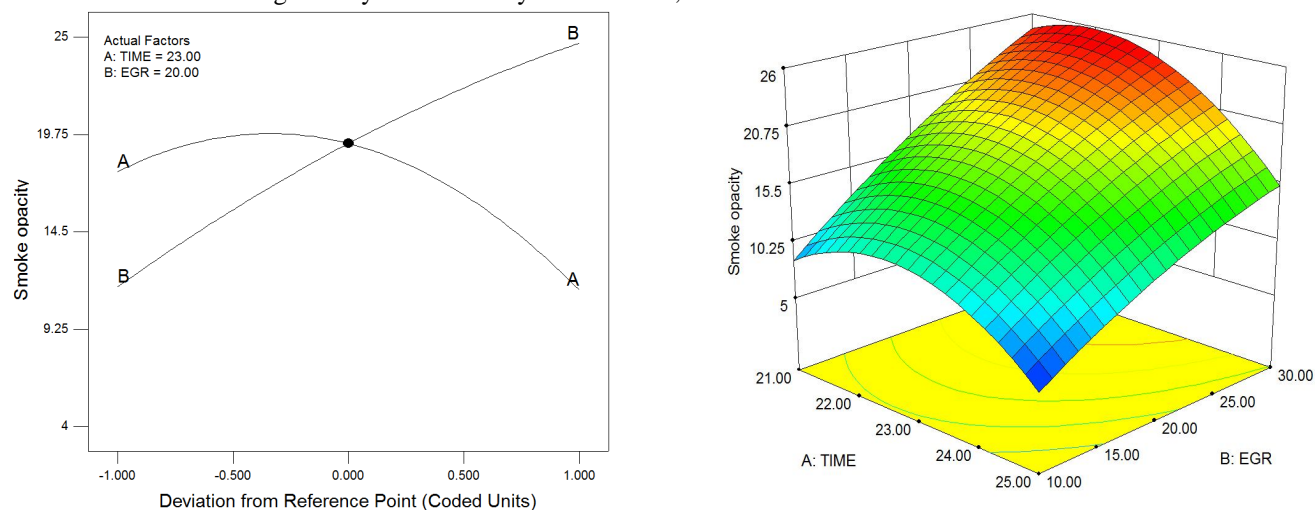 25
19.75
14.5
9.25
4
Smoke opacity
Actual Factors
A: TIME = 23.00
B: EGR = 20.00
A
B
B
A
-1.000
-0.500
0.000
0.500
1.000
Deviation from Reference Point (Coded Units)
26
20.75
15.5
10.25
5
Smoke opacity
21.00
22.00
23.00
24.00
25.00
A: TIME
10.00
15.00
20.00
25.00
30.00
B: EGR